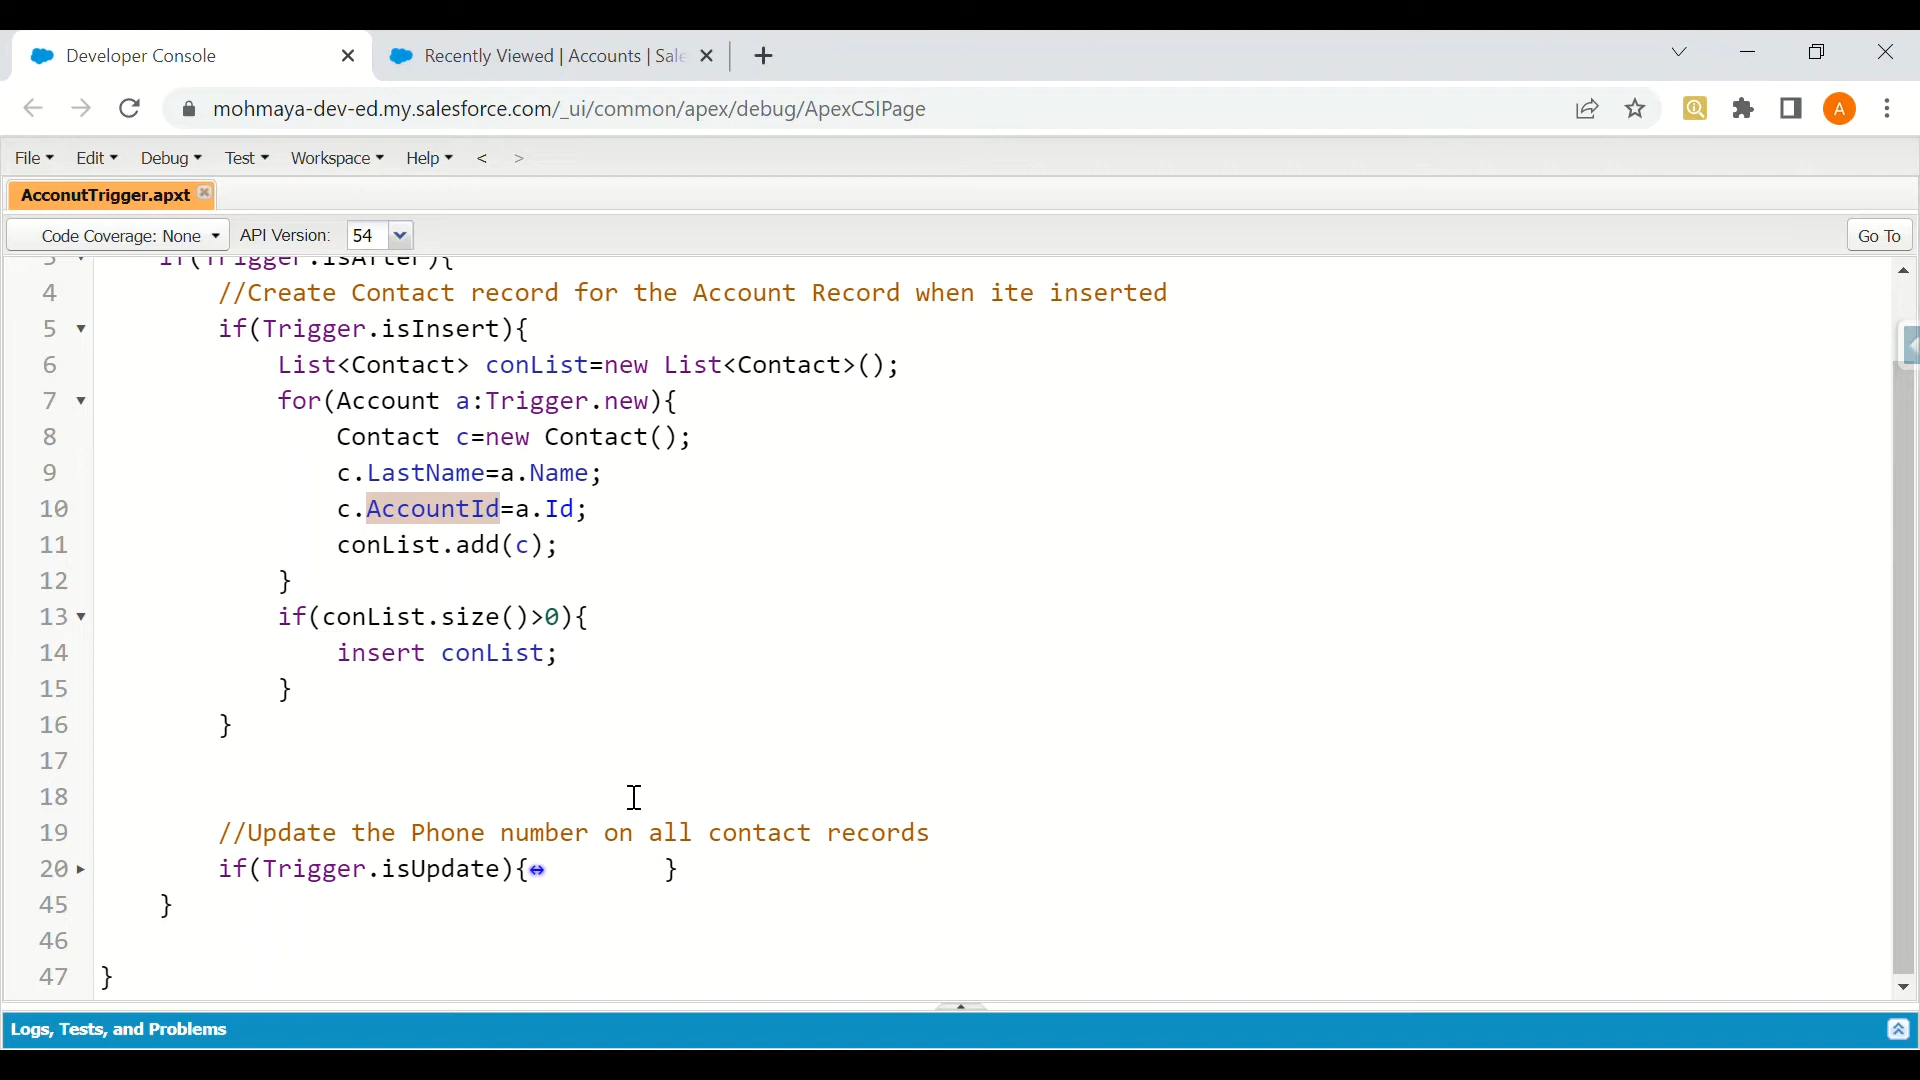 Developer Console
Recently Viewed | Accounts | Sale
mohmaya-dev-ed.my.salesforce.com/_ui/common/apex/debug/ApexCSIPage
A
File Edit Debug Test Workspace Help < >
AcconutTrigger.apxt
Code Coverage: None API Version: 54 Go To
3 if(Trigger.isAfter){
4 //Create Contact record for the Account Record when ite inserted
5 if(Trigger.isInsert){
6 List<Contact> conList=new List<Contact>();
7 for(Account a:Trigger.new){
8 Contact c=new Contact();
9 c.LastName=a.Name;
10 c.AccountId=a.Id;
11 conList.add(c);
12 }
13 if(conList.size()>0){
14 insert conList;
15 }
16 }
17
18
19 //Update the Phone number on all contact records
20 if(Trigger.isUpdate){↔ }
45 }
46
47 }
Logs, Tests, and Problems